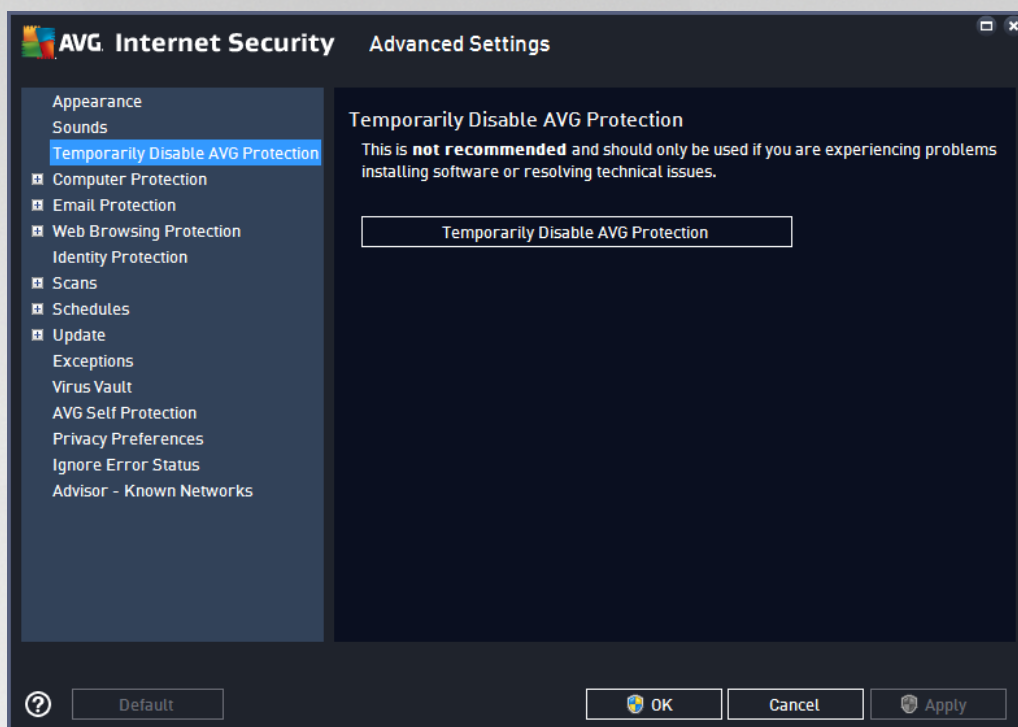 AVG. Internet Security Advanced Settings
Appearance
Sounds
Temporarily Disable AVG Protection
Computer Protection
Email Protection
Web Browsing Protection
Identity Protection
Scans
Schedules
Update
Exceptions
Virus Vault
AVG Self Protection
Privacy Preferences
Ignore Error Status
Advisor - Known Networks
Temporarily Disable AVG Protection
This is not recommended and should only be used if you are experiencing problems
installing software or resolving technical issues.
Temporarily Disable AVG Protection
? Default OK Cancel Apply